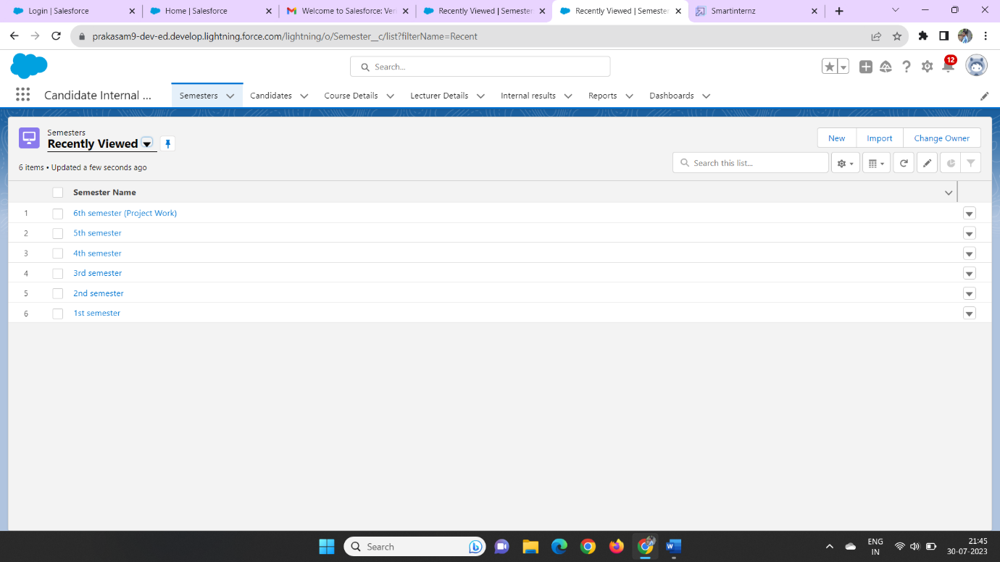 Login | Salesforce
Home | Salesforce
Welcome to Salesforce: Ver
Recently Viewed | Semester
Recently Viewed | Semester
Smartinternz
prakasam9-dev-ed.develop.lightning.force.com/lightning/o/Semester__c/list?filterName=Recent
Search...
12
Candidate Internal ...
Semesters
Candidates
Course Details
Lecturer Details
Internal results
Reports
Dashboards
Semesters
Recently Viewed
New
Import
Change Owner
6 items • Updated a few seconds ago
Search this list...
Semester Name
1 6th semester (Project Work)
2 5th semester
3 4th semester
4 3rd semester
5 2nd semester
6 1st semester
Search
ENG
IN
21:45
30-07-2023